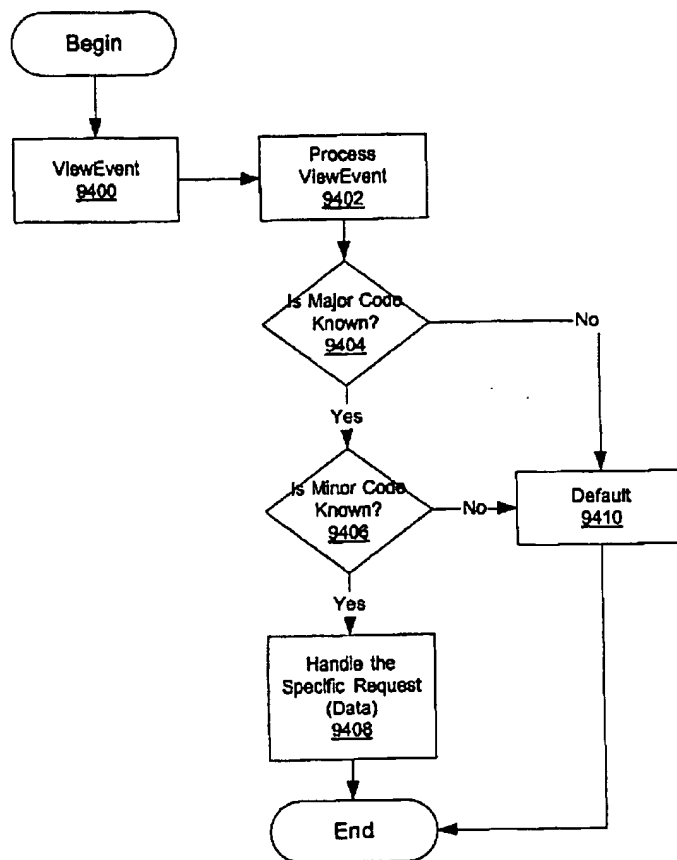 Begin
ViewEvent
9400
Process
ViewEvent
9402
Is Major Code
Known?
9404
No
Yes
Is Minor Code
Known?
9406
No
Default
9410
Yes
Handle the
Specific Request
(Data)
9408
End